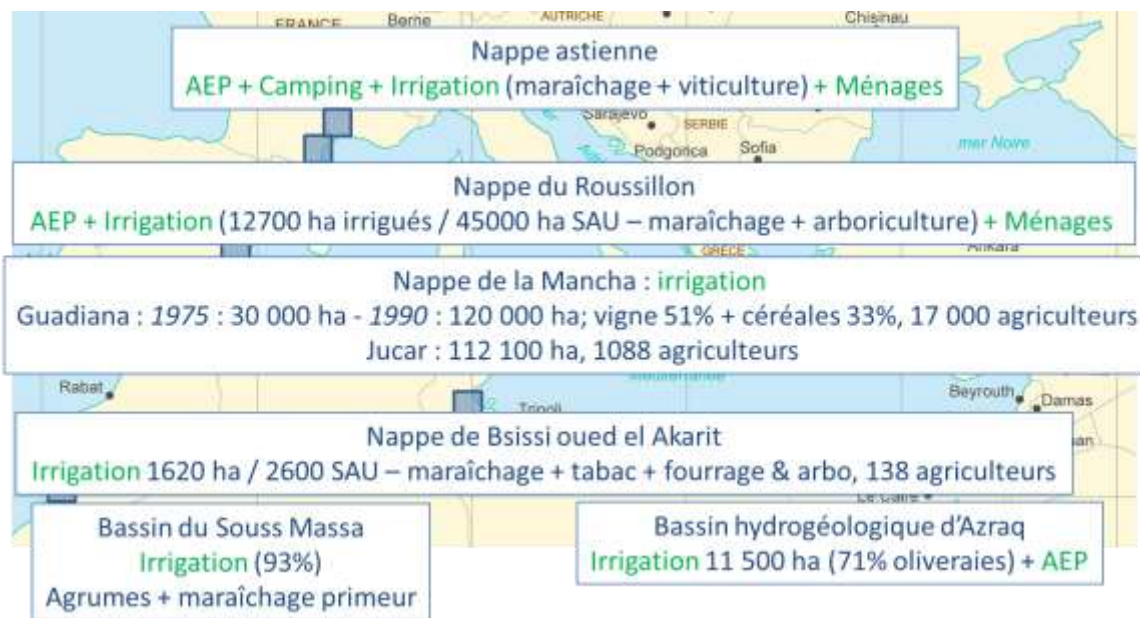 FRANCE Berne AUTRICHE Chisinau
Nappe astienne
AEP + Camping + Irrigation (maraîchage + viticulture) + Ménages
Sarajevo SERBIE
Podgorica Sofia mer Noire
Nappe du Roussillon
AEP + Irrigation (12700 ha irrigués / 45000 ha SAU – maraîchage + arboriculture) + Ménages
GRÈCE Ankara
Nappe de la Mancha : irrigation
Guadiana : 1975 : 30 000 ha - 1990 : 120 000 ha; vigne 51% + céréales 33%, 17 000 agriculteurs
Jucar : 112 100 ha, 1088 agriculteurs
Méditerranée
Rabat Tripoli Beyrouth Damas
Nappe de Bsissi oued el Akarit
Irrigation 1620 ha / 2600 SAU – maraîchage + tabac + fourrage & arbo, 138 agriculteurs
Le Caire
Bassin du Souss Massa
Irrigation (93%)
Agrumes + maraîchage primeur
Bassin hydrogéologique d'Azraq
Irrigation 11 500 ha (71% oliveraies) + AEP